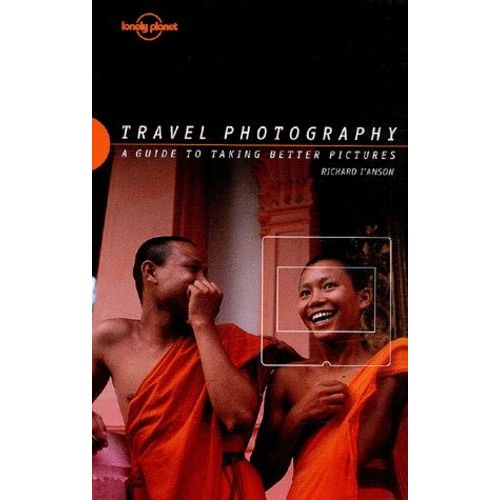 lonely planet
TRAVEL PHOTOGRAPHY
A GUIDE TO TAKING BETTER PICTURES
RICHARD I'ANSON